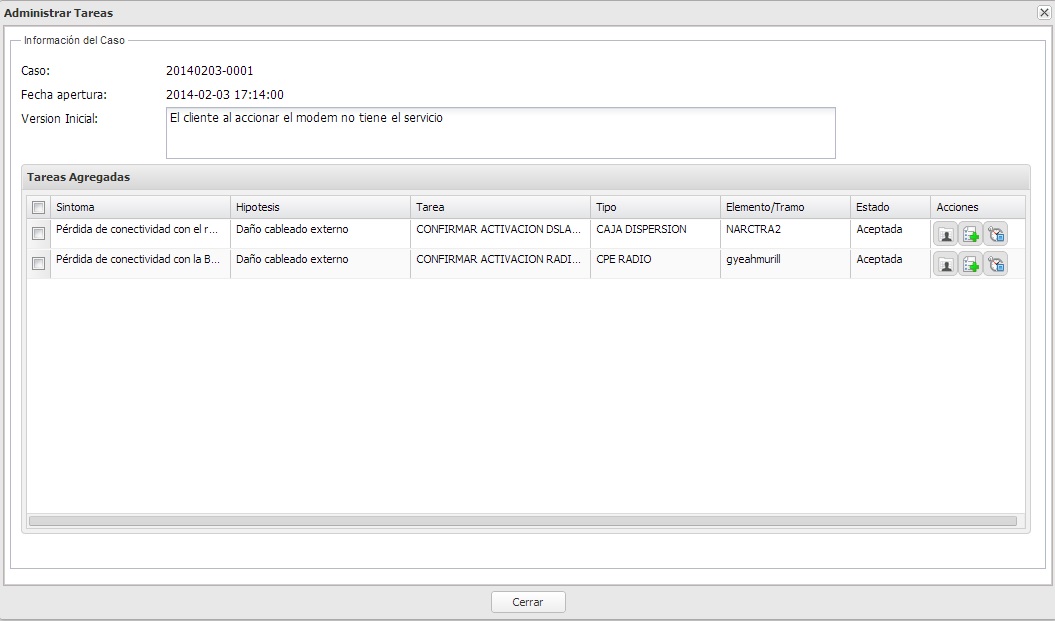 Administrar Tareas
Información del Caso
Caso: 20140203-0001
Fecha apertura: 2014-02-03 17:14:00
Version Inicial: El cliente al accionar el modem no tiene el servicio
Tareas Agregadas
Sintoma Hipotesis Tarea Tipo Elemento/Tramo Estado Acciones
Pérdida de conectividad con el r... Daño cableado externo CONFIRMAR ACTIVACION DSLA... CAJA DISPERSION NARCTRA2 Aceptada
Pérdida de conectividad con la B... Daño cableado externo CONFIRMAR ACTIVACION RADI... CPE RADIO gyeahmurill Aceptada
Cerrar